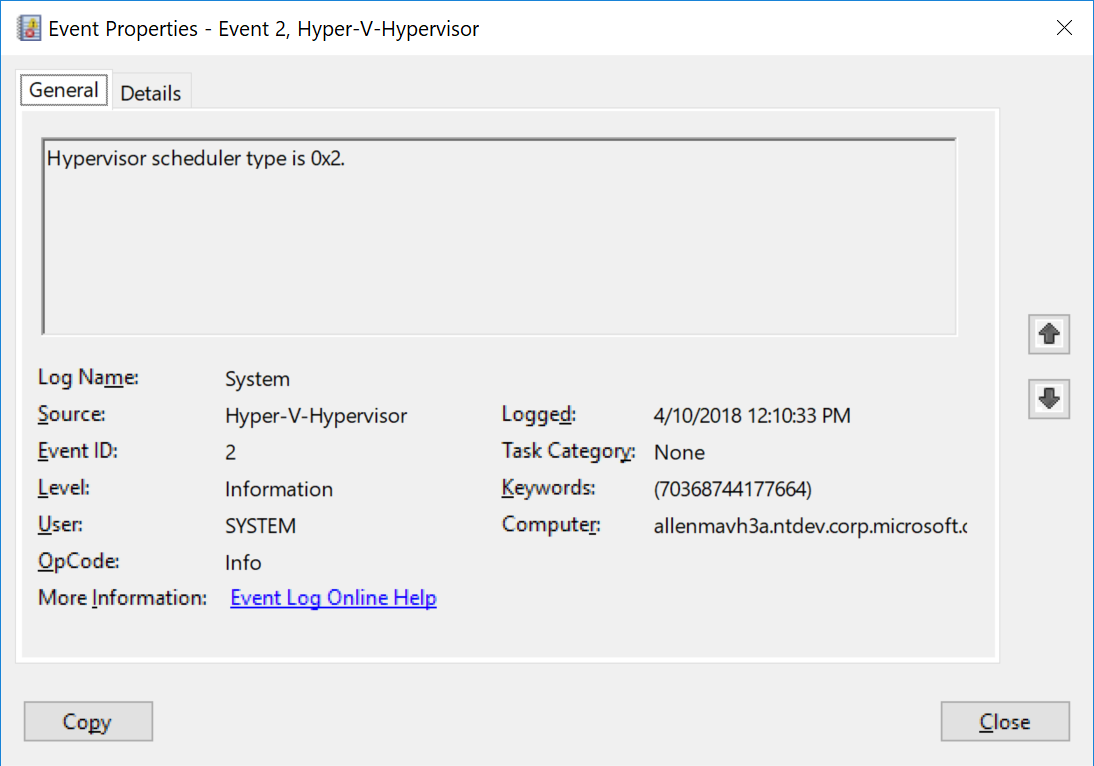 Event Properties - Event 2, Hyper-V-Hypervisor
General Details
Hypervisor scheduler type is 0x2.
Log Name: System
Source: Hyper-V-Hypervisor Logged: 4/10/2018 12:10:33 PM
Event ID: 2 Task Category: None
Level: Information Keywords: (70368744177664)
User: SYSTEM Computer: allenmavh3a.ntdev.corp.microsoft.c
OpCode: Info
More Information: Event Log Online Help
Copy Close